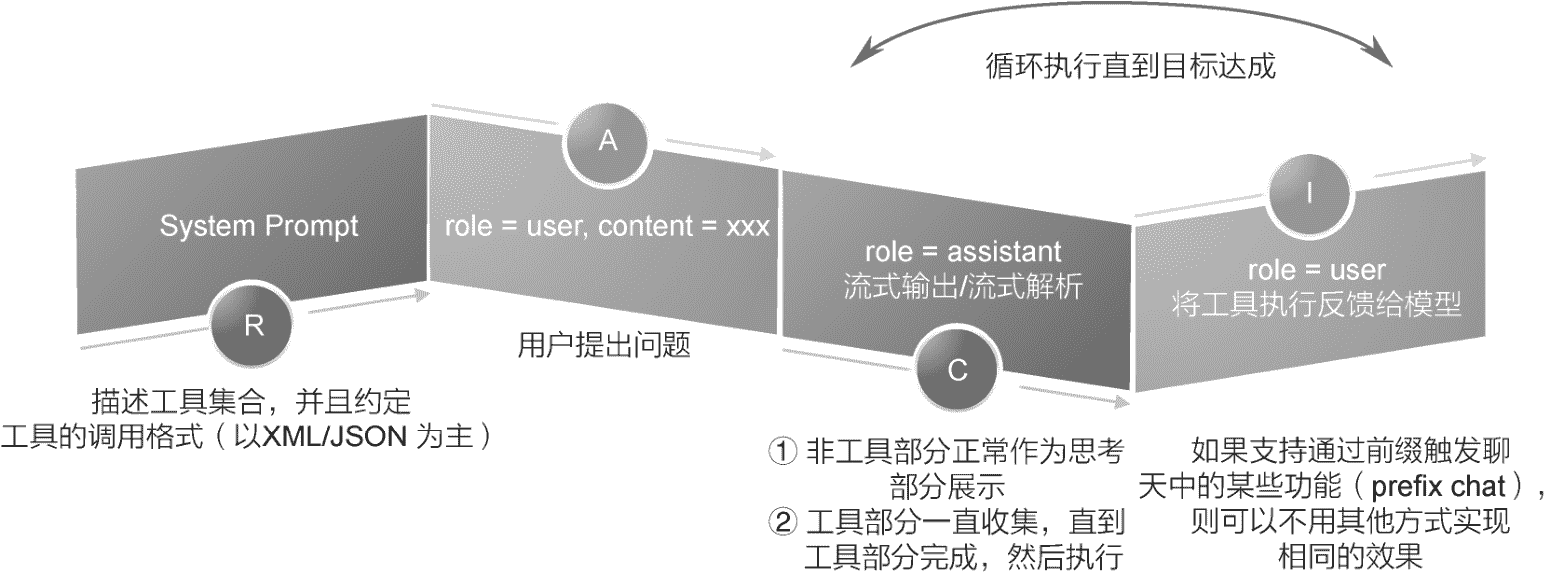 循环执行直到目标达成
A
I
System Prompt
role = user, content = xxx
role = assistant
流式输出/流式解析
role = user
将工具执行反馈给模型
R
用户提出问题
C
描述工具集合，并且约定
工具的调用格式（以XML/JSON 为主）
① 非工具部分正常作为思考
部分展示
② 工具部分一直收集，直到
工具部分完成，然后执行
如果支持通过前缀触发聊
天中的某些功能（prefix chat），
则可以不用其他方式实现
相同的效果